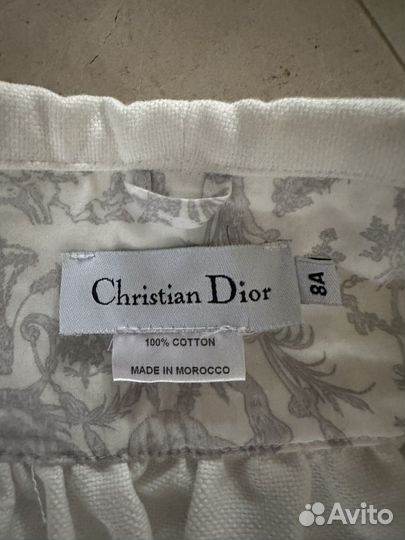 Christian Dior
8A
100% COTTON
MADE IN MOROCCO
Avito